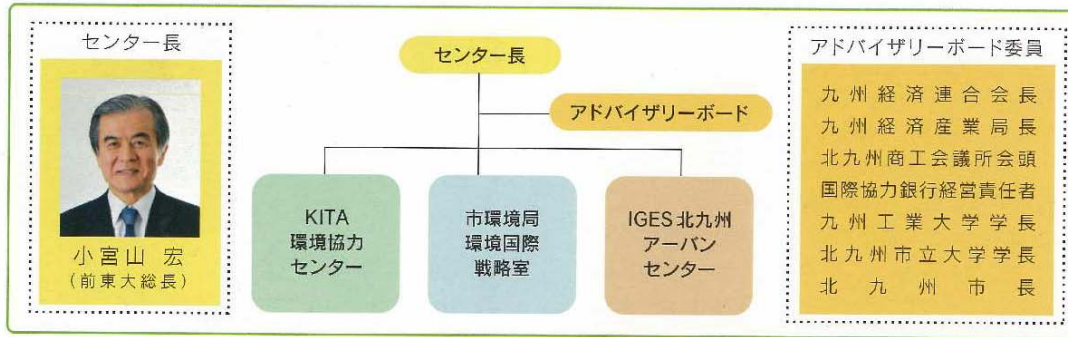 センター長
小宮山 宏
(前東大総長)
センター長
アドバイザリーボード
KITA
環境協力
センター
市環境局
環境国際
戦略室
IGES北九州
アーバン
センター
アドバイザリーボード委員
九州経済連合会長
九州経済産業局長
北九州商工会議所会頭
国際協力銀行経営責任者
九州工業大学学長
北九州市立大学学長
北九州市長